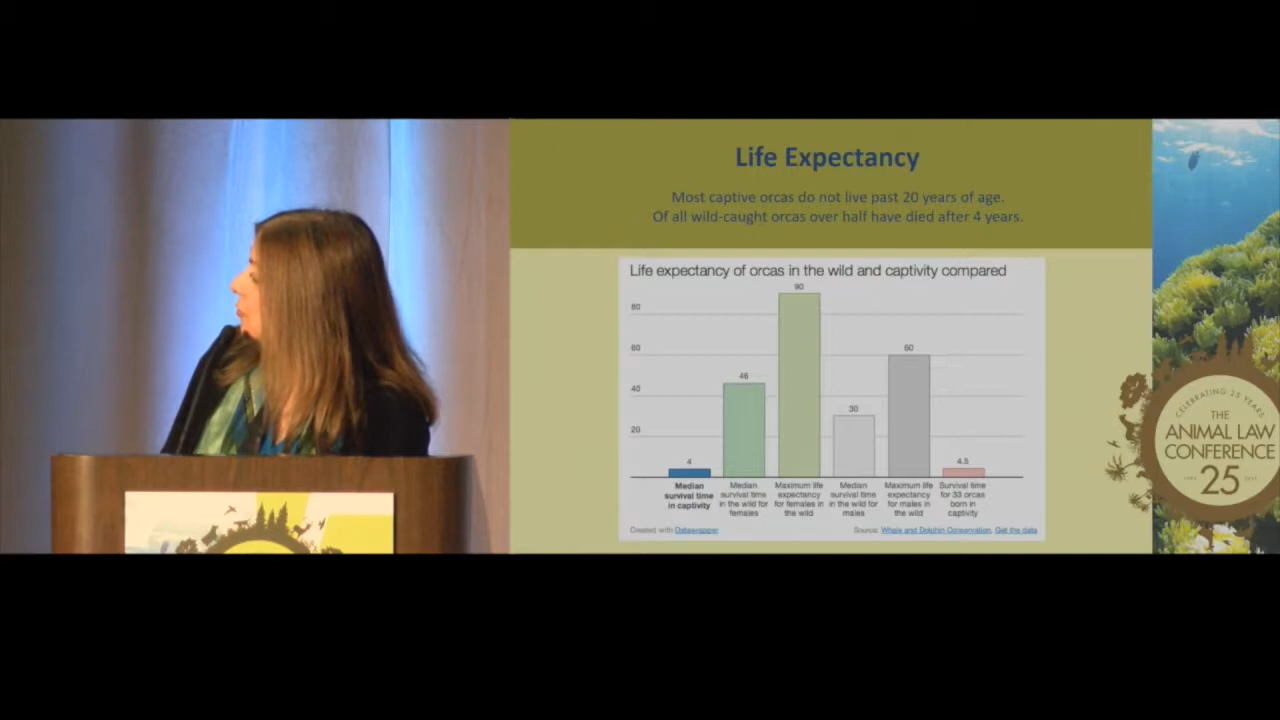 Life Expectancy
Most captive orcas do not live past 20 years of age.
Of all wild-caught orcas over half have died after 4 years.
Life expectancy of orcas in the wild and captivity compared
80
60
40
20
4
46
90
30
60
4.5
Median
survival time
in captivity
Median
survival time
in the wild for
females
Maximum life
expectancy
for females in
the wild
Median
survival time
in the wild for
males
Maximum life
expectancy
for males in
the wild
Survival time
for 33 orcas
born in
captivity
Created with Datawrapper
Source: Whale and Dolphin Conservation, Get the data
CELEBRATING 25 YEARS
THE
ANIMAL LAW
CONFERENCE
25